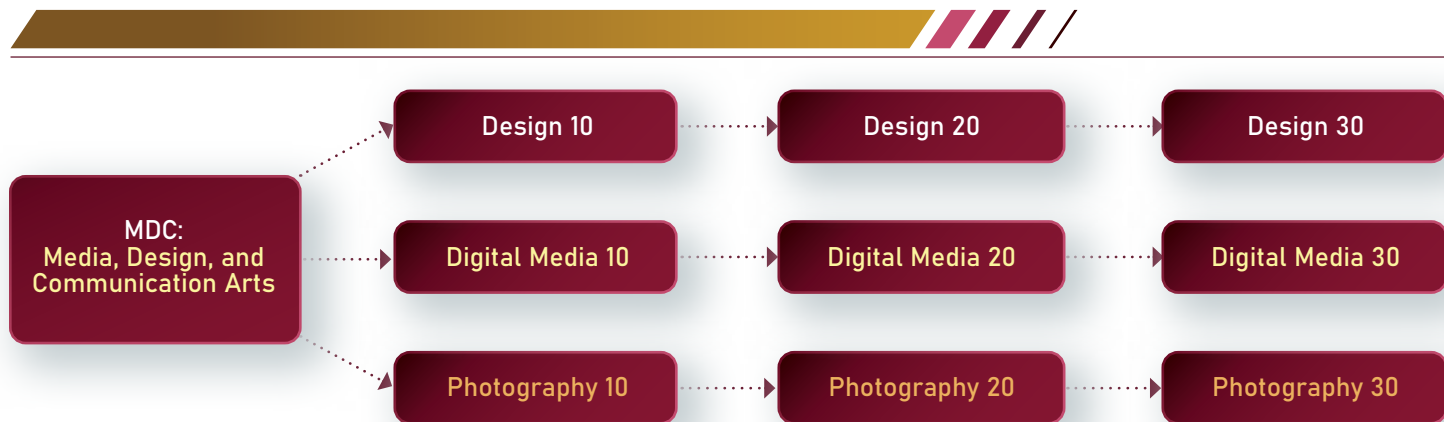 Design 10
Design 20
Design 30
MDC:
Media, Design, and
Communication Arts
Digital Media 10
Digital Media 20
Digital Media 30
Photography 10
Photography 20
Photography 30